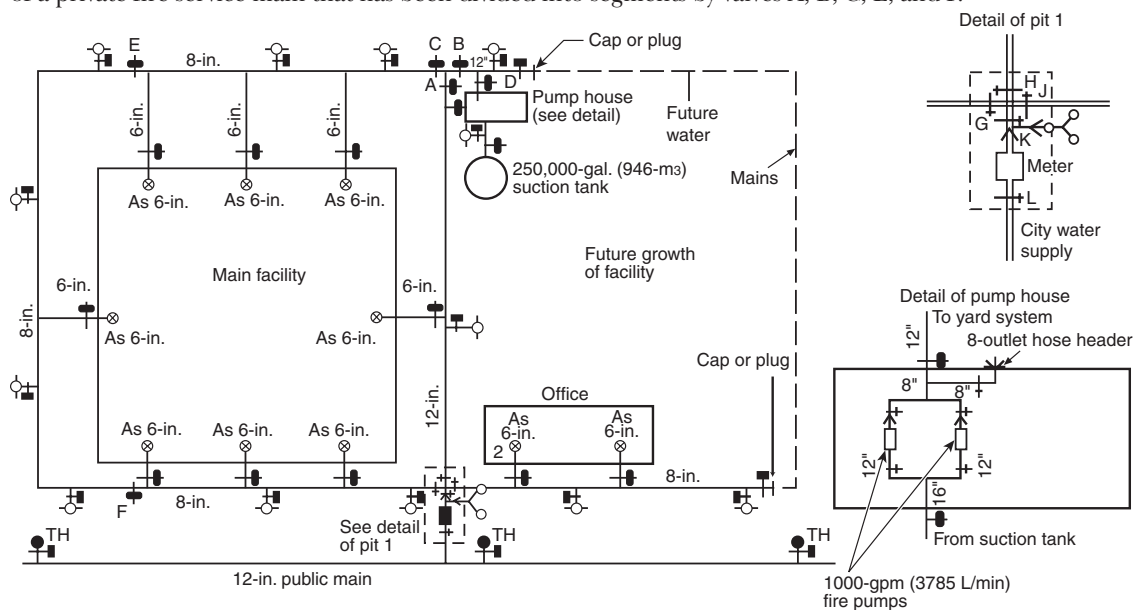 of a private fire service main that has been divided into segments by valves A, B, C, E, and F.
Detail of pit 1
E
8-in.
C
B
12"
Cap or plug
A
D
Pump house
(see detail)
Future
water
H
J
G
K
Meter
L
City water
supply
6-in.
6-in.
6-in.
250,000-gal. (946-m3)
suction tank
Mains
As 6-in.
As 6-in.
As 6-in.
Main facility
Future growth
of facility
6-in.
6-in.
8-in.
As 6-in.
As 6-in.
Detail of pump house
To yard system
12"
8-outlet hose header
8"
8"
12"
12"
16"
From suction tank
1000-gpm (3785 L/min)
fire pumps
Cap or plug
12-in.
Office
As
6-in.
As
6-in.
2
As 6-in.
As 6-in.
As 6-in.
8-in.
F
8-in.
See detail
of pit 1
TH
TH
TH
12-in. public main